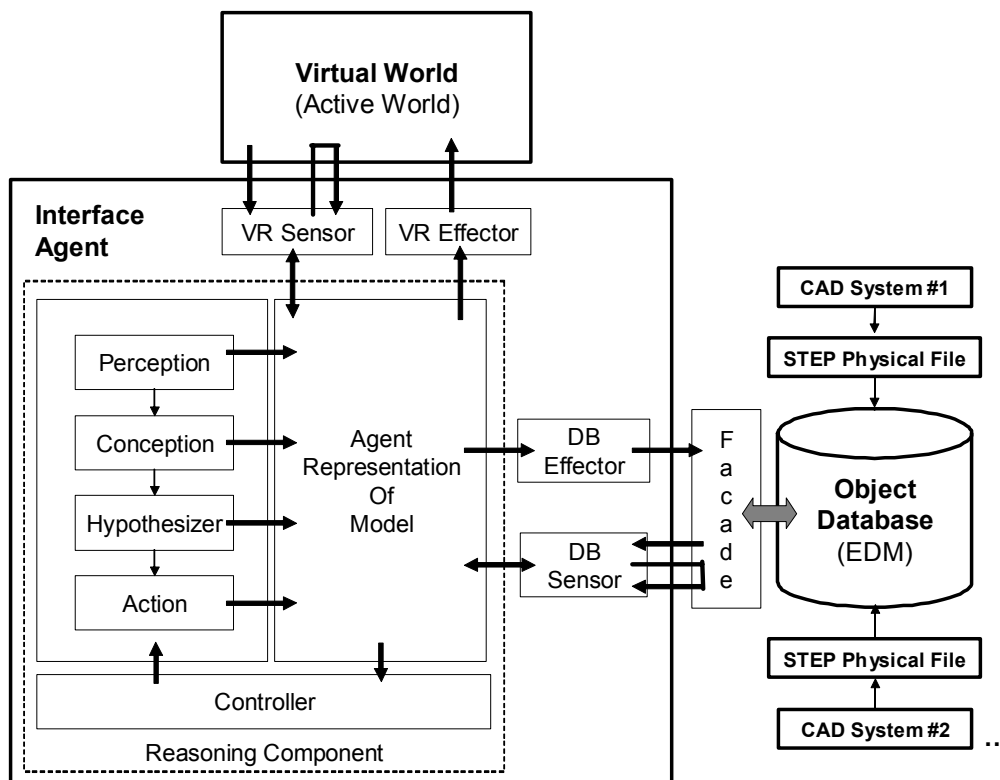 Virtual World
(Active World)
Interface
Agent
VR Sensor
VR Effector
Perception
Conception
Hypothesizer
Action
Agent
Representation
Of
Model
Controller
Reasoning Component
DB
Effector
DB
Sensor
F
a
c
a
d
e
CAD System #1
STEP Physical File
Object
Database
(EDM)
STEP Physical File
CAD System #2
..